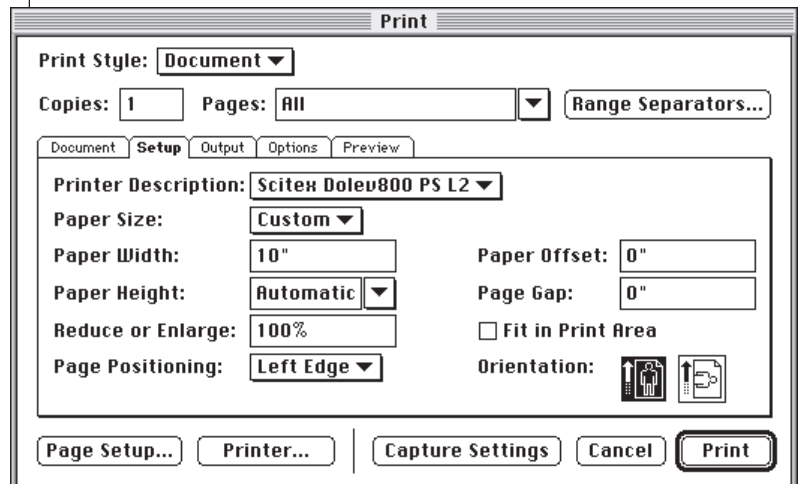 Print
Print Style: Document
Copies: 1 Pages: All Range Separators...
Document Setup Output Options Preview
Printer Description: Scitex Dolev800 PS L2
Paper Size: Custom
Paper Width: 10" Paper Offset: 0"
Paper Height: Automatic Page Gap: 0"
Reduce or Enlarge: 100% Fit in Print Area
Page Positioning: Left Edge Orientation:
Page Setup... Printer... Capture Settings Cancel Print